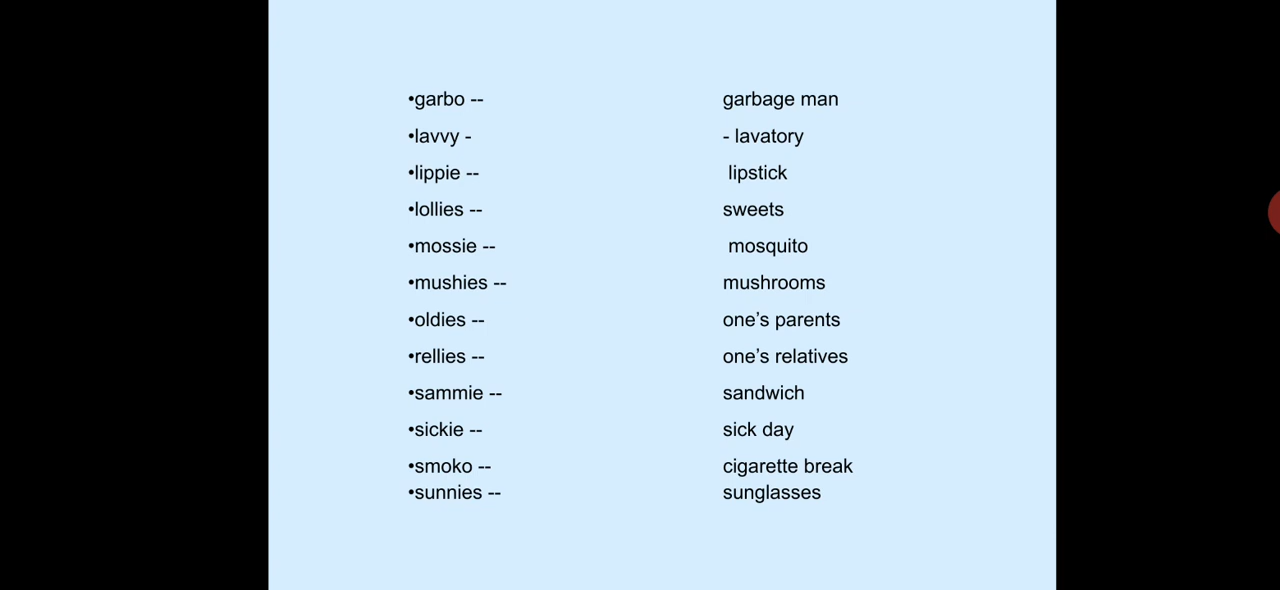 •garbo -- garbage man
•lavvy - - lavatory
•lippie -- lipstick
•lollies -- sweets
•mossie -- mosquito
•mushies -- mushrooms
•oldies -- one’s parents
•rellies -- one’s relatives
•sammie -- sandwich
•sickie -- sick day
•smoko -- cigarette break
•sunnies -- sunglasses